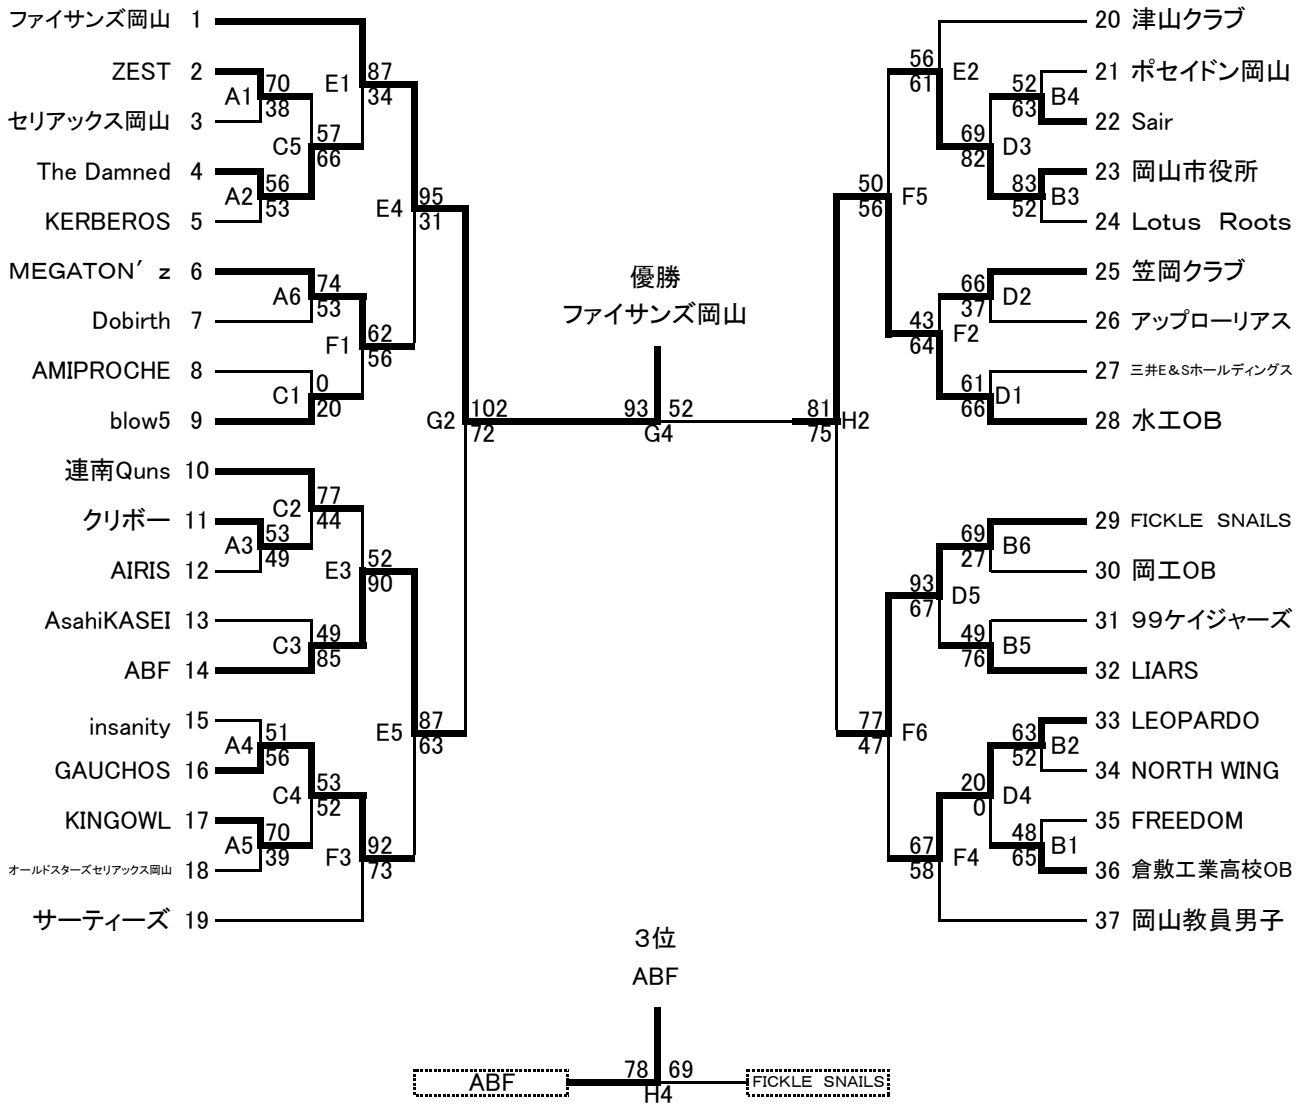 ファイサンズ岡山 1
ZEST 2
セリアックス岡山 3
The Damned 4
KERBEROS 5
MEGATON’ z 6
Dobirth 7
AMIPROCHE 8
blow5 9
連南Quns 10
クリボー 11
AIRIS 12
AsahiKASEI 13
ABF 14
insanity 15
GAUCHOS 16
KINGOWL 17
オールドスターズセリアックス岡山 18
サーティーズ 19
A1 70 38
A2 56 53
A6 74 53
C1 0 20
A3 53 49
C3 49 85
A4 51 56
A5 70 39
C5 57 66
C2 77 44
C4 53 52
E1 87 34
F1 62 56
E3 52 90
F3 92 73
E4 95 31
E5 87 63
G2 102 72
優勝
ファイサンズ岡山
93 52
G4
20 津山クラブ
21 ポセイドン岡山
22 Sair
23 岡山市役所
24 Lotus Roots
25 笠岡クラブ
26 アップローリアス
27 三井E&Sホールディングス
28 水工OB
29 FICKLE SNAILS
30 岡工OB
31 99ケイジャーズ
32 LIARS
33 LEOPARDO
34 NORTH WING
35 FREEDOM
36 倉敷工業高校OB
37 岡山教員男子
52 63 B4
83 52 B3
66 37 D2
61 66 D1
69 27 B6
49 76 B5
63 52 B2
48 65 B1
69 82 D3
43 64 F2
93 67 D5
20 0 D4
56 61 E2
67 58 F4
50 56 F5
77 47 F6
81 75 H2
3位
ABF
78 69
ABF
FICKLE SNAILS
H4